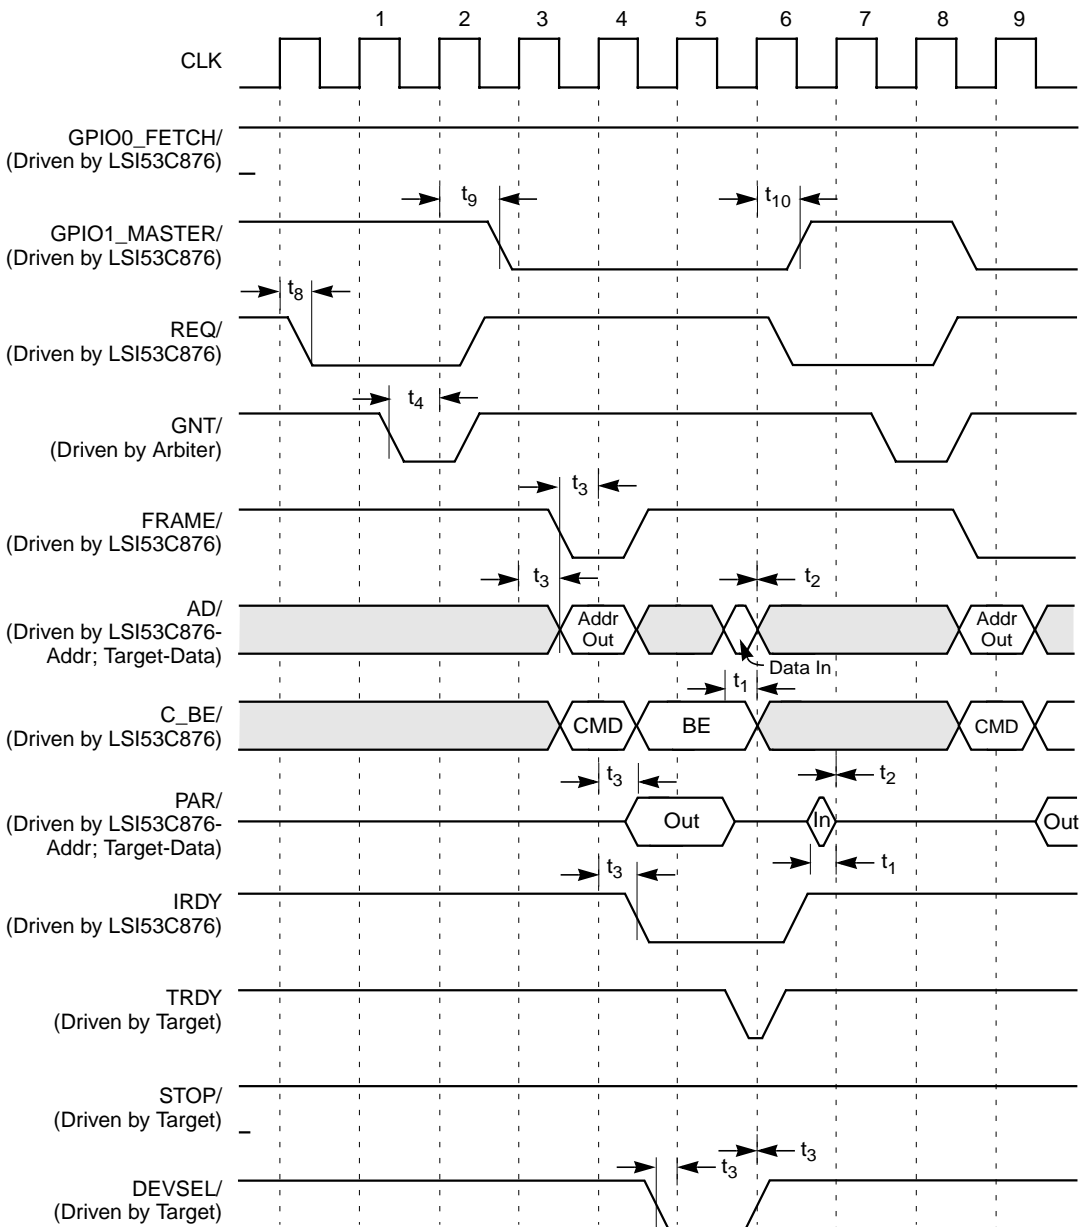 1 2 3 4 5 6 7 8 9
CLK
GPIO0_FETCH/
(Driven by LSI53C876)
t9 t10
GPIO1_MASTER/
(Driven by LSI53C876)
t8
REQ/
(Driven by LSI53C876)
t4
GNT/
(Driven by Arbiter)
t3
FRAME/
(Driven by LSI53C876)
t3 t2
AD/
(Driven by LSI53C876-
Addr; Target-Data)
Addr
Out
Addr
Out
Data In
t1
C_BE/
(Driven by LSI53C876)
CMD BE CMD
t3 t2
PAR/
(Driven by LSI53C876-
Addr; Target-Data)
Out In Out
t3 t1
IRDY
(Driven by LSI53C876)
TRDY
(Driven by Target)
STOP/
(Driven by Target)
t3 t3
DEVSEL/
(Driven by Target)